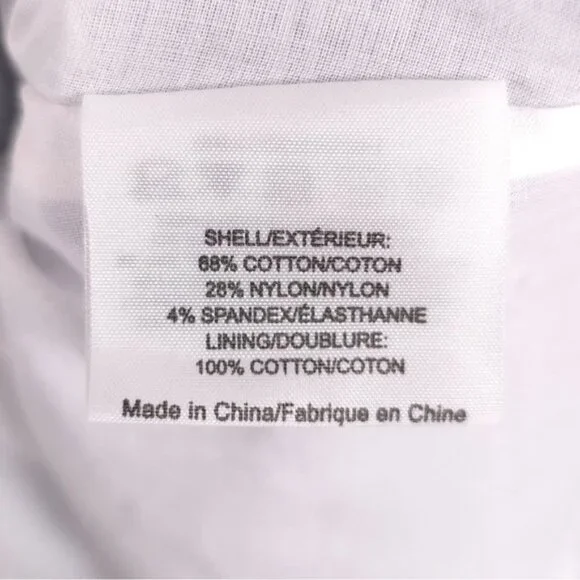 SHELL/EXTÉRIEUR:
68% COTTON/COTON
28% NYLON/NYLON
4% SPANDEX/ÉLASTHANNE
LINING/DOUBLURE:
100% COTTON/COTON
Made in China/Fabrique en Chine